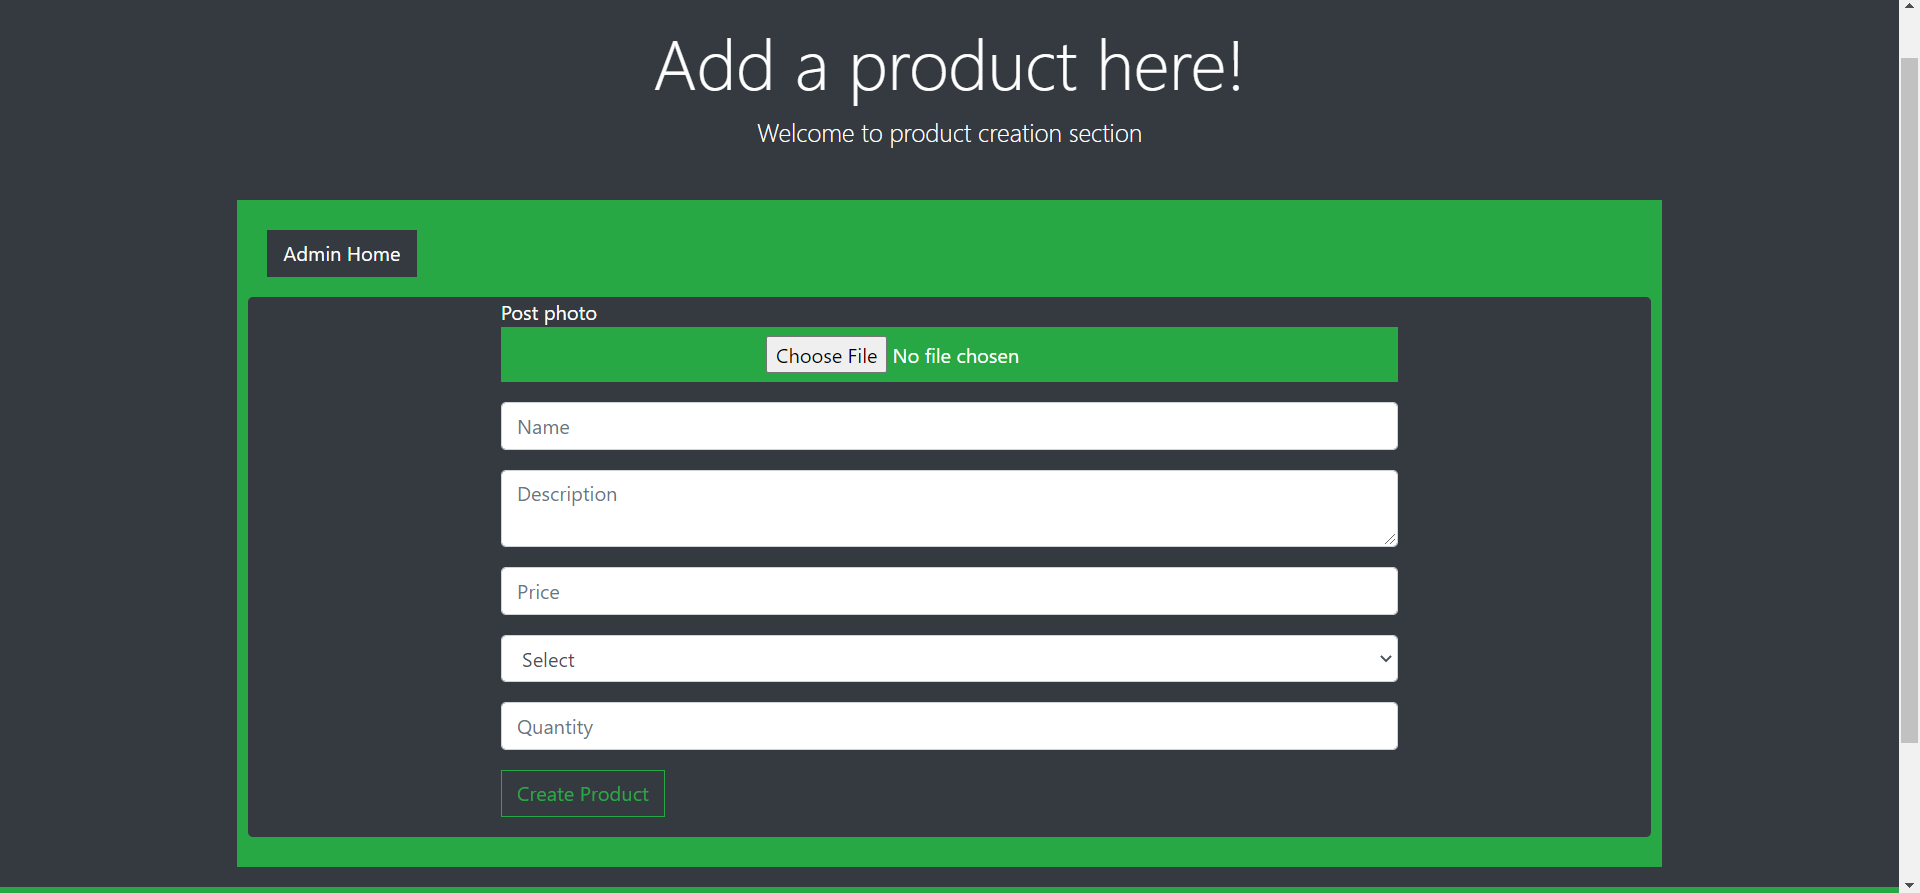 Add a product here!
Welcome to product creation section
Admin Home
Post photo
Choose File No file chosen
Name
Description
Price
Select
Quantity
Create Product